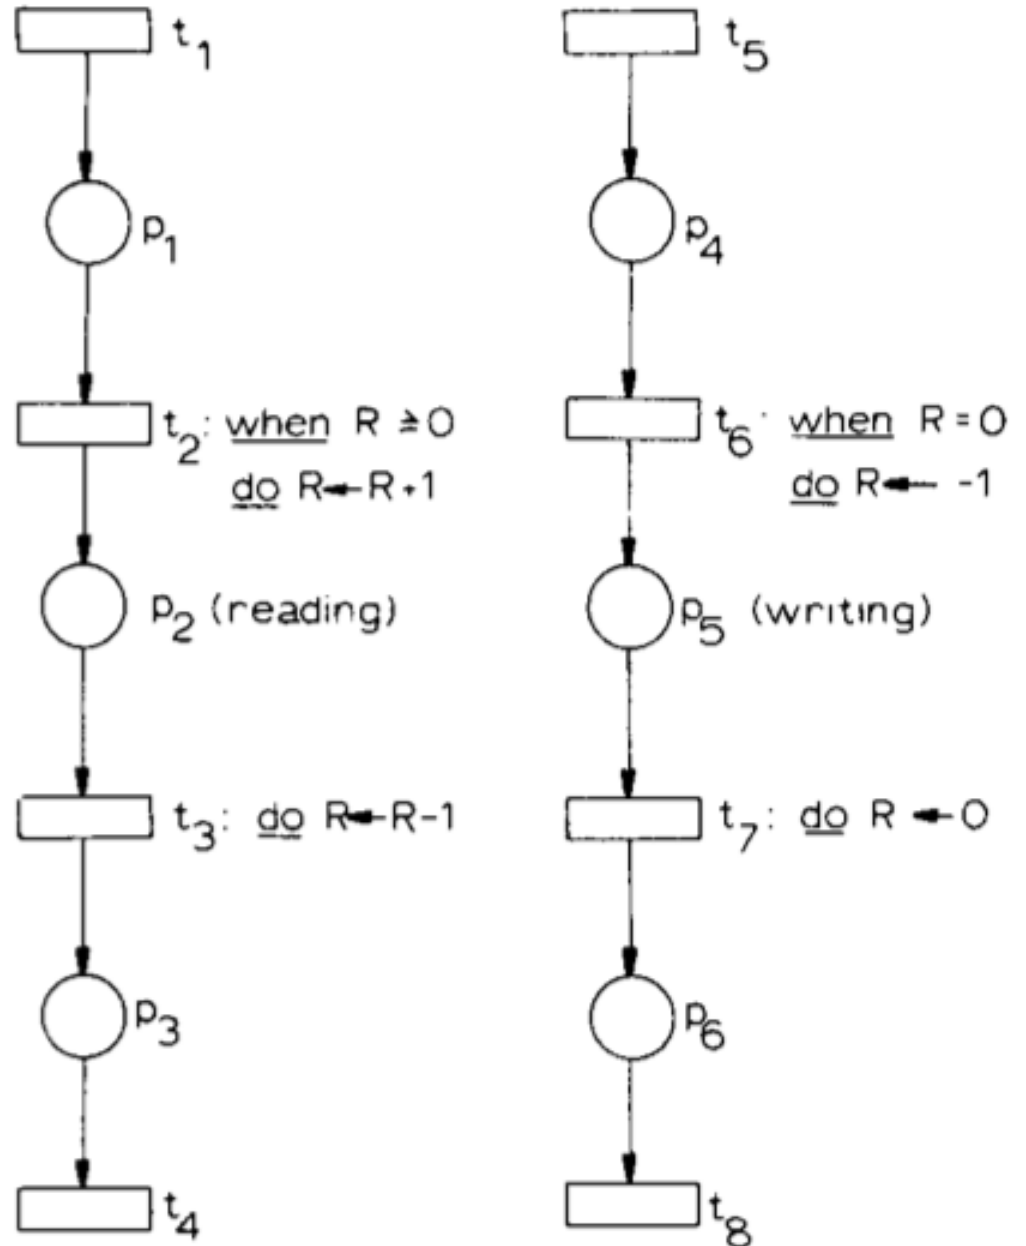 t1
p1
t2: when R ≥ 0
do R ← R + 1
p2 (reading)
t3: do R ← R-1
p3
t4
t5
p4
t6: when R = 0
do R ← -1
p5 (writing)
t7: do R ← 0
p6
t8